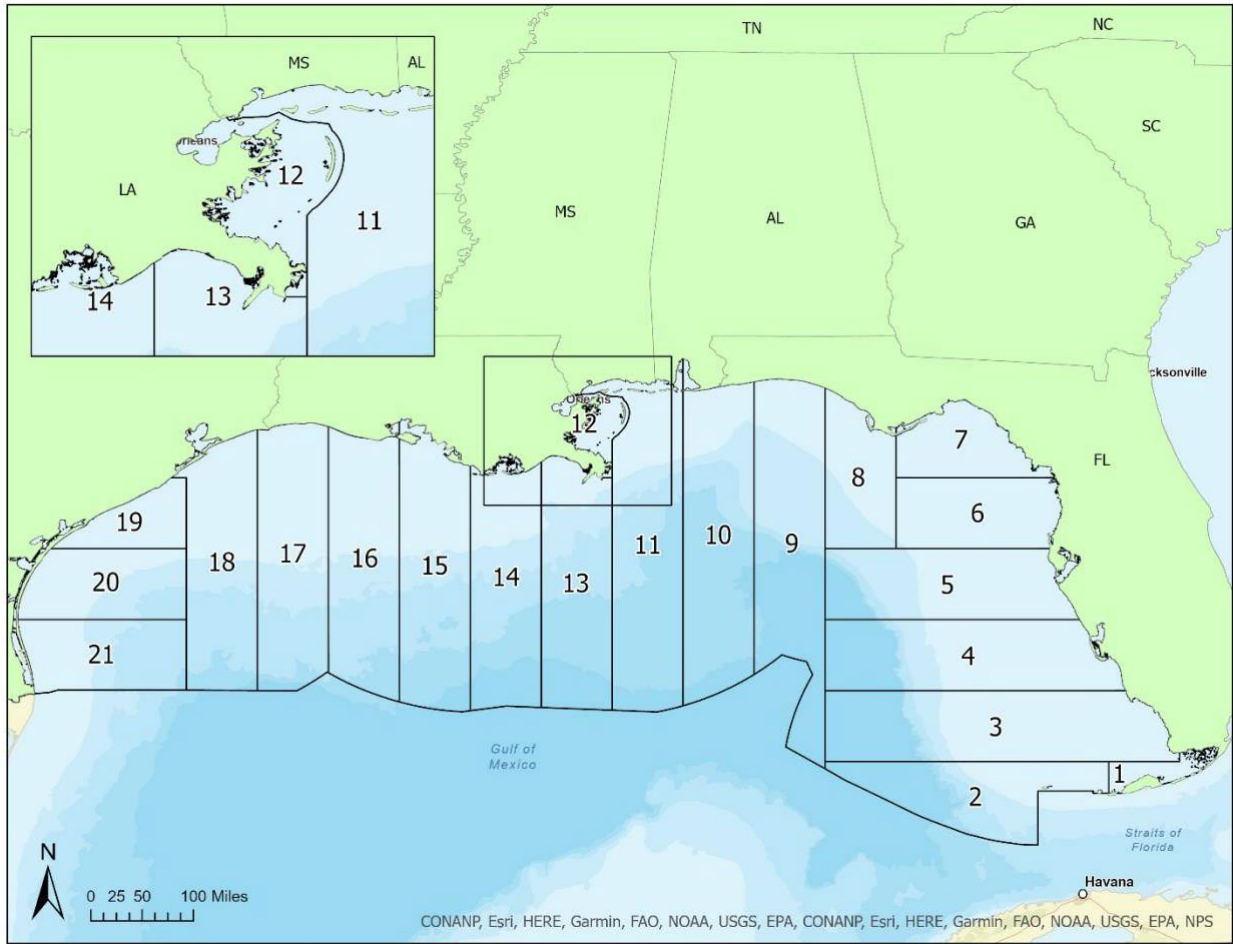 TN
NC
MS
AL
SC
LA
12
11
13
14
MS
AL
GA
cksonville
Orleans
12
7
8
FL
6
19
18
17
16
15
14
13
11
10
9
5
20
21
4
3
Gulf of
Mexico
1
2
Straits of
Florida
N
0 25 50 100 Miles
Havana
CONANP, Esri, HERE, Garmin, FAO, NOAA, USGS, EPA, CONANP, Esri, HERE, Garmin, FAO, NOAA, USGS, EPA, NPS